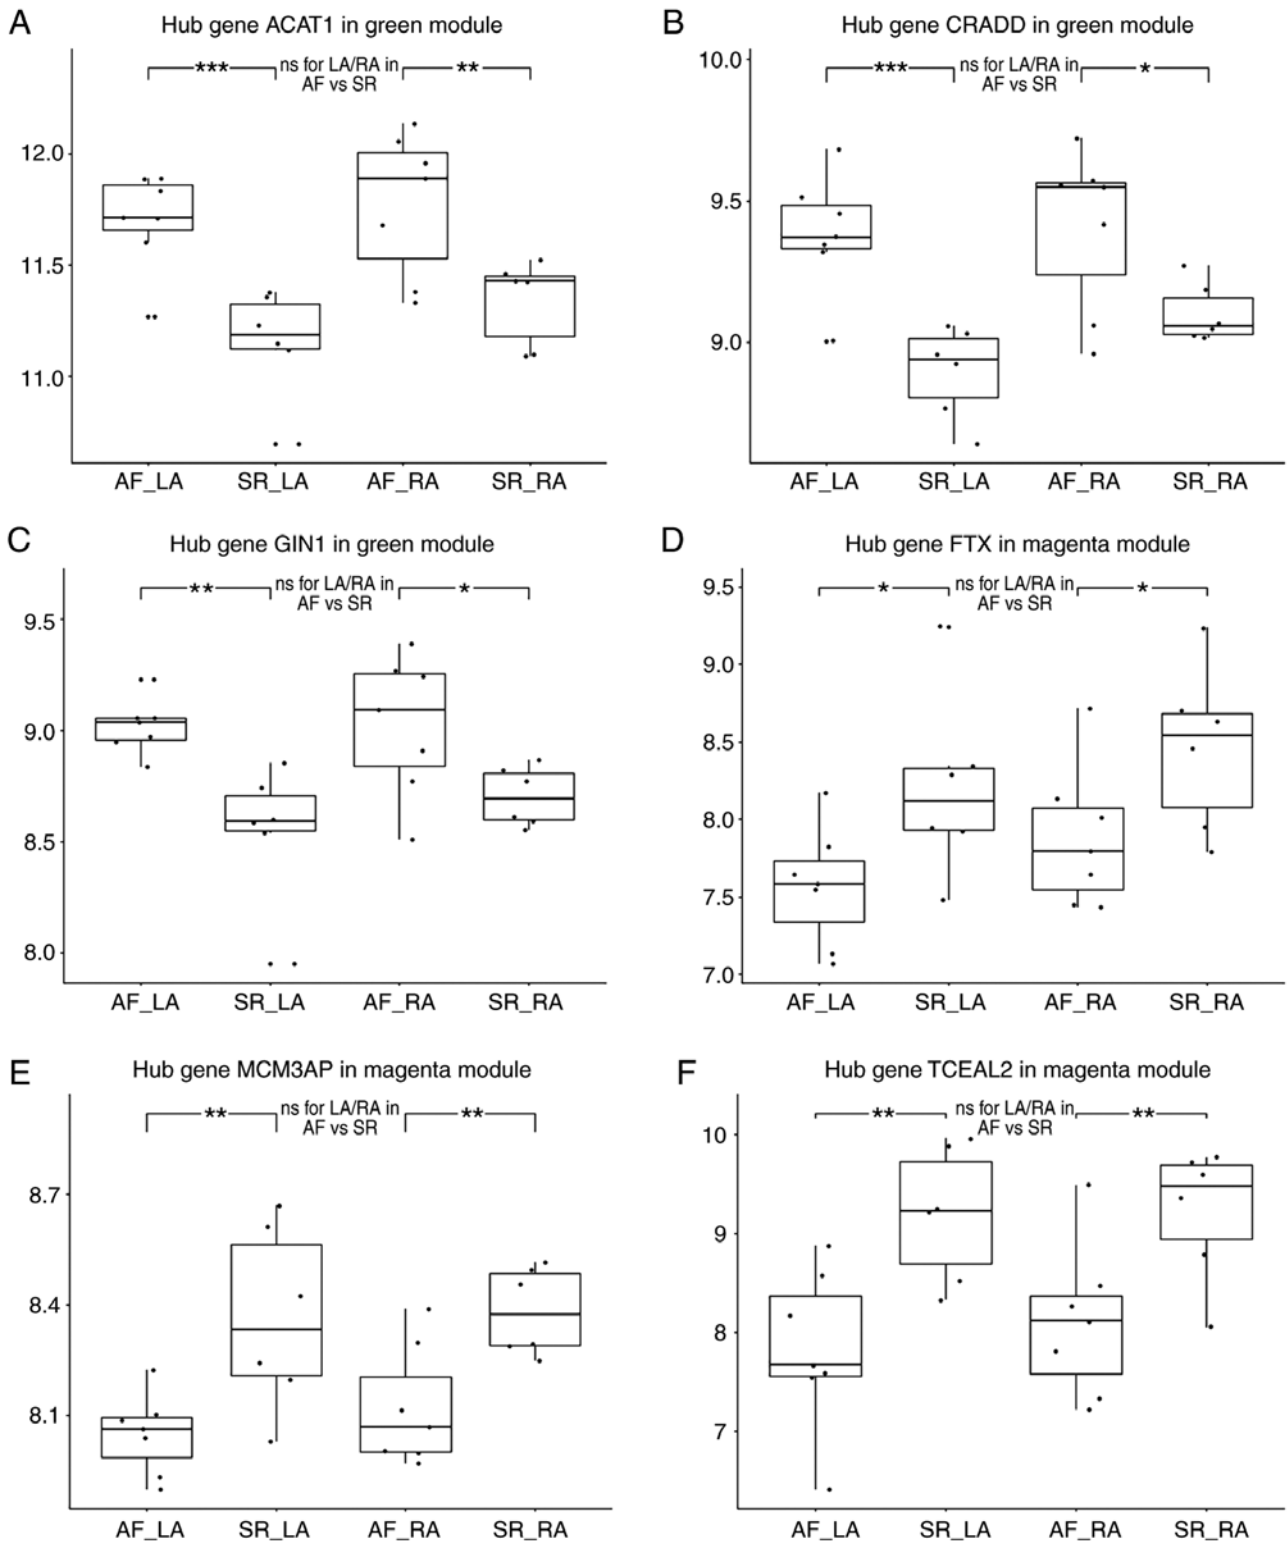 A
Hub gene ACAT1 in green module
*** ns for LA/RA in **
AF vs SR
12.0
11.5
11.0
AF_LA SR_LA AF_RA SR_RA
B
Hub gene CRADD in green module
*** ns for LA/RA in *
AF vs SR
10.0
9.5
9.0
AF_LA SR_LA AF_RA SR_RA
C
Hub gene GIN1 in green module
** ns for LA/RA in *
AF vs SR
9.5
9.0
8.5
8.0
AF_LA SR_LA AF_RA SR_RA
D
Hub gene FTX in magenta module
* ns for LA/RA in *
AF vs SR
9.5
9.0
8.5
8.0
7.5
7.0
AF_LA SR_LA AF_RA SR_RA
E
Hub gene MCM3AP in magenta module
** ns for LA/RA in **
AF vs SR
8.7
8.4
8.1
AF_LA SR_LA AF_RA SR_RA
F
Hub gene TCEAL2 in magenta module
** ns for LA/RA in **
AF vs SR
10
9
8
7
AF_LA SR_LA AF_RA SR_RA